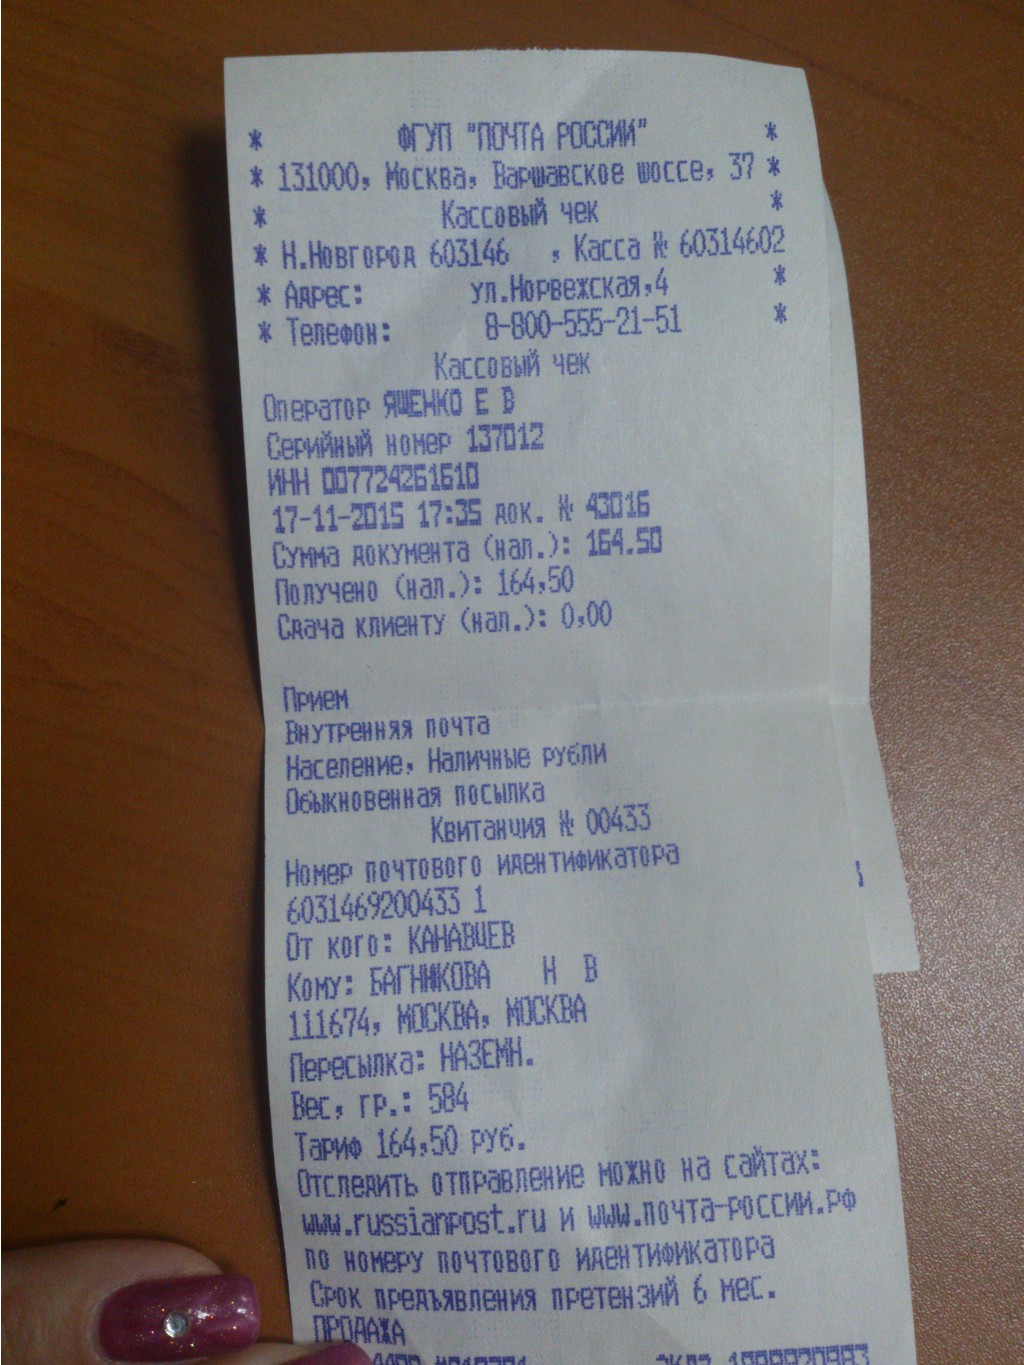 * ФГУП "ПОЧТА РОССИИ" *
* 131000, Москва, Варшавское шоссе, 37 *
* Кассовый чек *
* Н.Новгород 603146 , Касса № 60314602
* Адрес: ул.Норвежская,4 *
* Телефон: 8-800-555-21-51 *
Кассовый чек
Оператор ЯЩЕНКО Е В
Серийный номер 137012
ИНН 007724261610
17-11-2015 17:35 док. № 43016
Сумма документа (нал.): 164.50
Получено (нал.): 164,50
Сдача клиенту (нал.): 0,00
Прием
Внутренняя почта
Население, Наличные рубли
Обыкновенная посылка
Квитанция № 00433
Номер почтового идентификатора
6031469200433 1
От кого: КАНАВЦЕВ
Кому: БАГНЮКОВА Н В
111674, МОСКВА, МОСКВА
Пересылка: НАЗЕМН.
Вес, гр.: 584
Тариф 164,50 руб.
Отследить отправление можно на сайтах:
www.russianpost.ru и www.почта-россии.рф
по номеру почтового идентификатора
Срок предъявления претензий 6 мес.
ПРОДАЖА